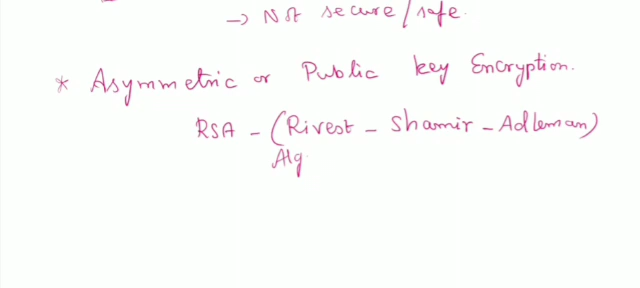 → Not secure/safe.
* Asymmetric or Public key Encryption.
RSA - (Rivest - Shamir - Adleman)
Alg